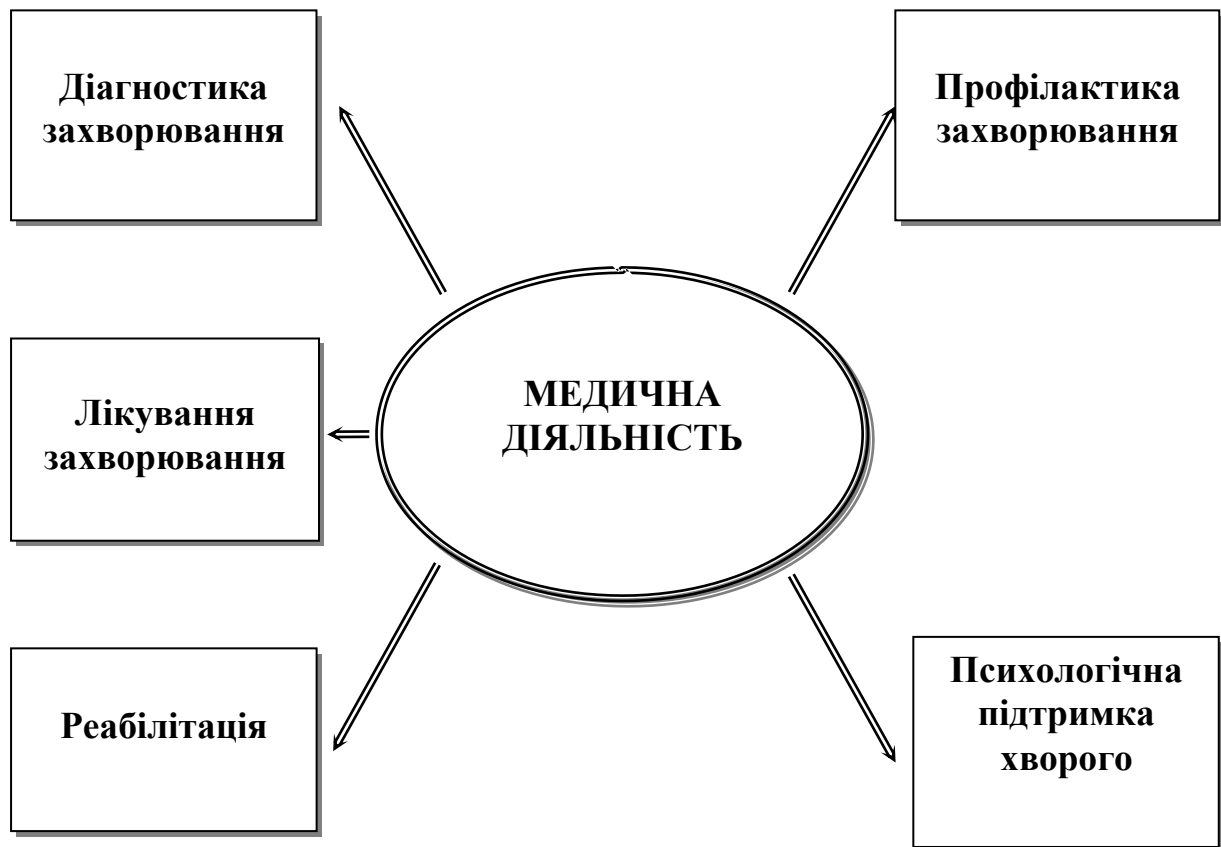 Діагностика
захворювання
Профілактика
захворювання
МЕДИЧНА
ДІЯЛЬНІСТЬ
Лікування
захворювання
Реабілітація
Психологічна
підтримка
хворого